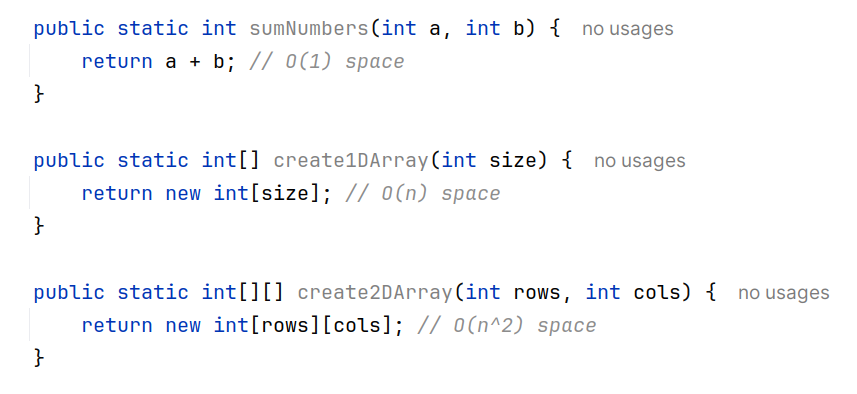 public static int sumNumbers(int a, int b) { no usages
    return a + b; // O(1) space
}

public static int[] create1DArray(int size) { no usages
    return new int[size]; // O(n) space
}

public static int[][] create2DArray(int rows, int cols) { no usages
    return new int[rows][cols]; // O(n^2) space
}